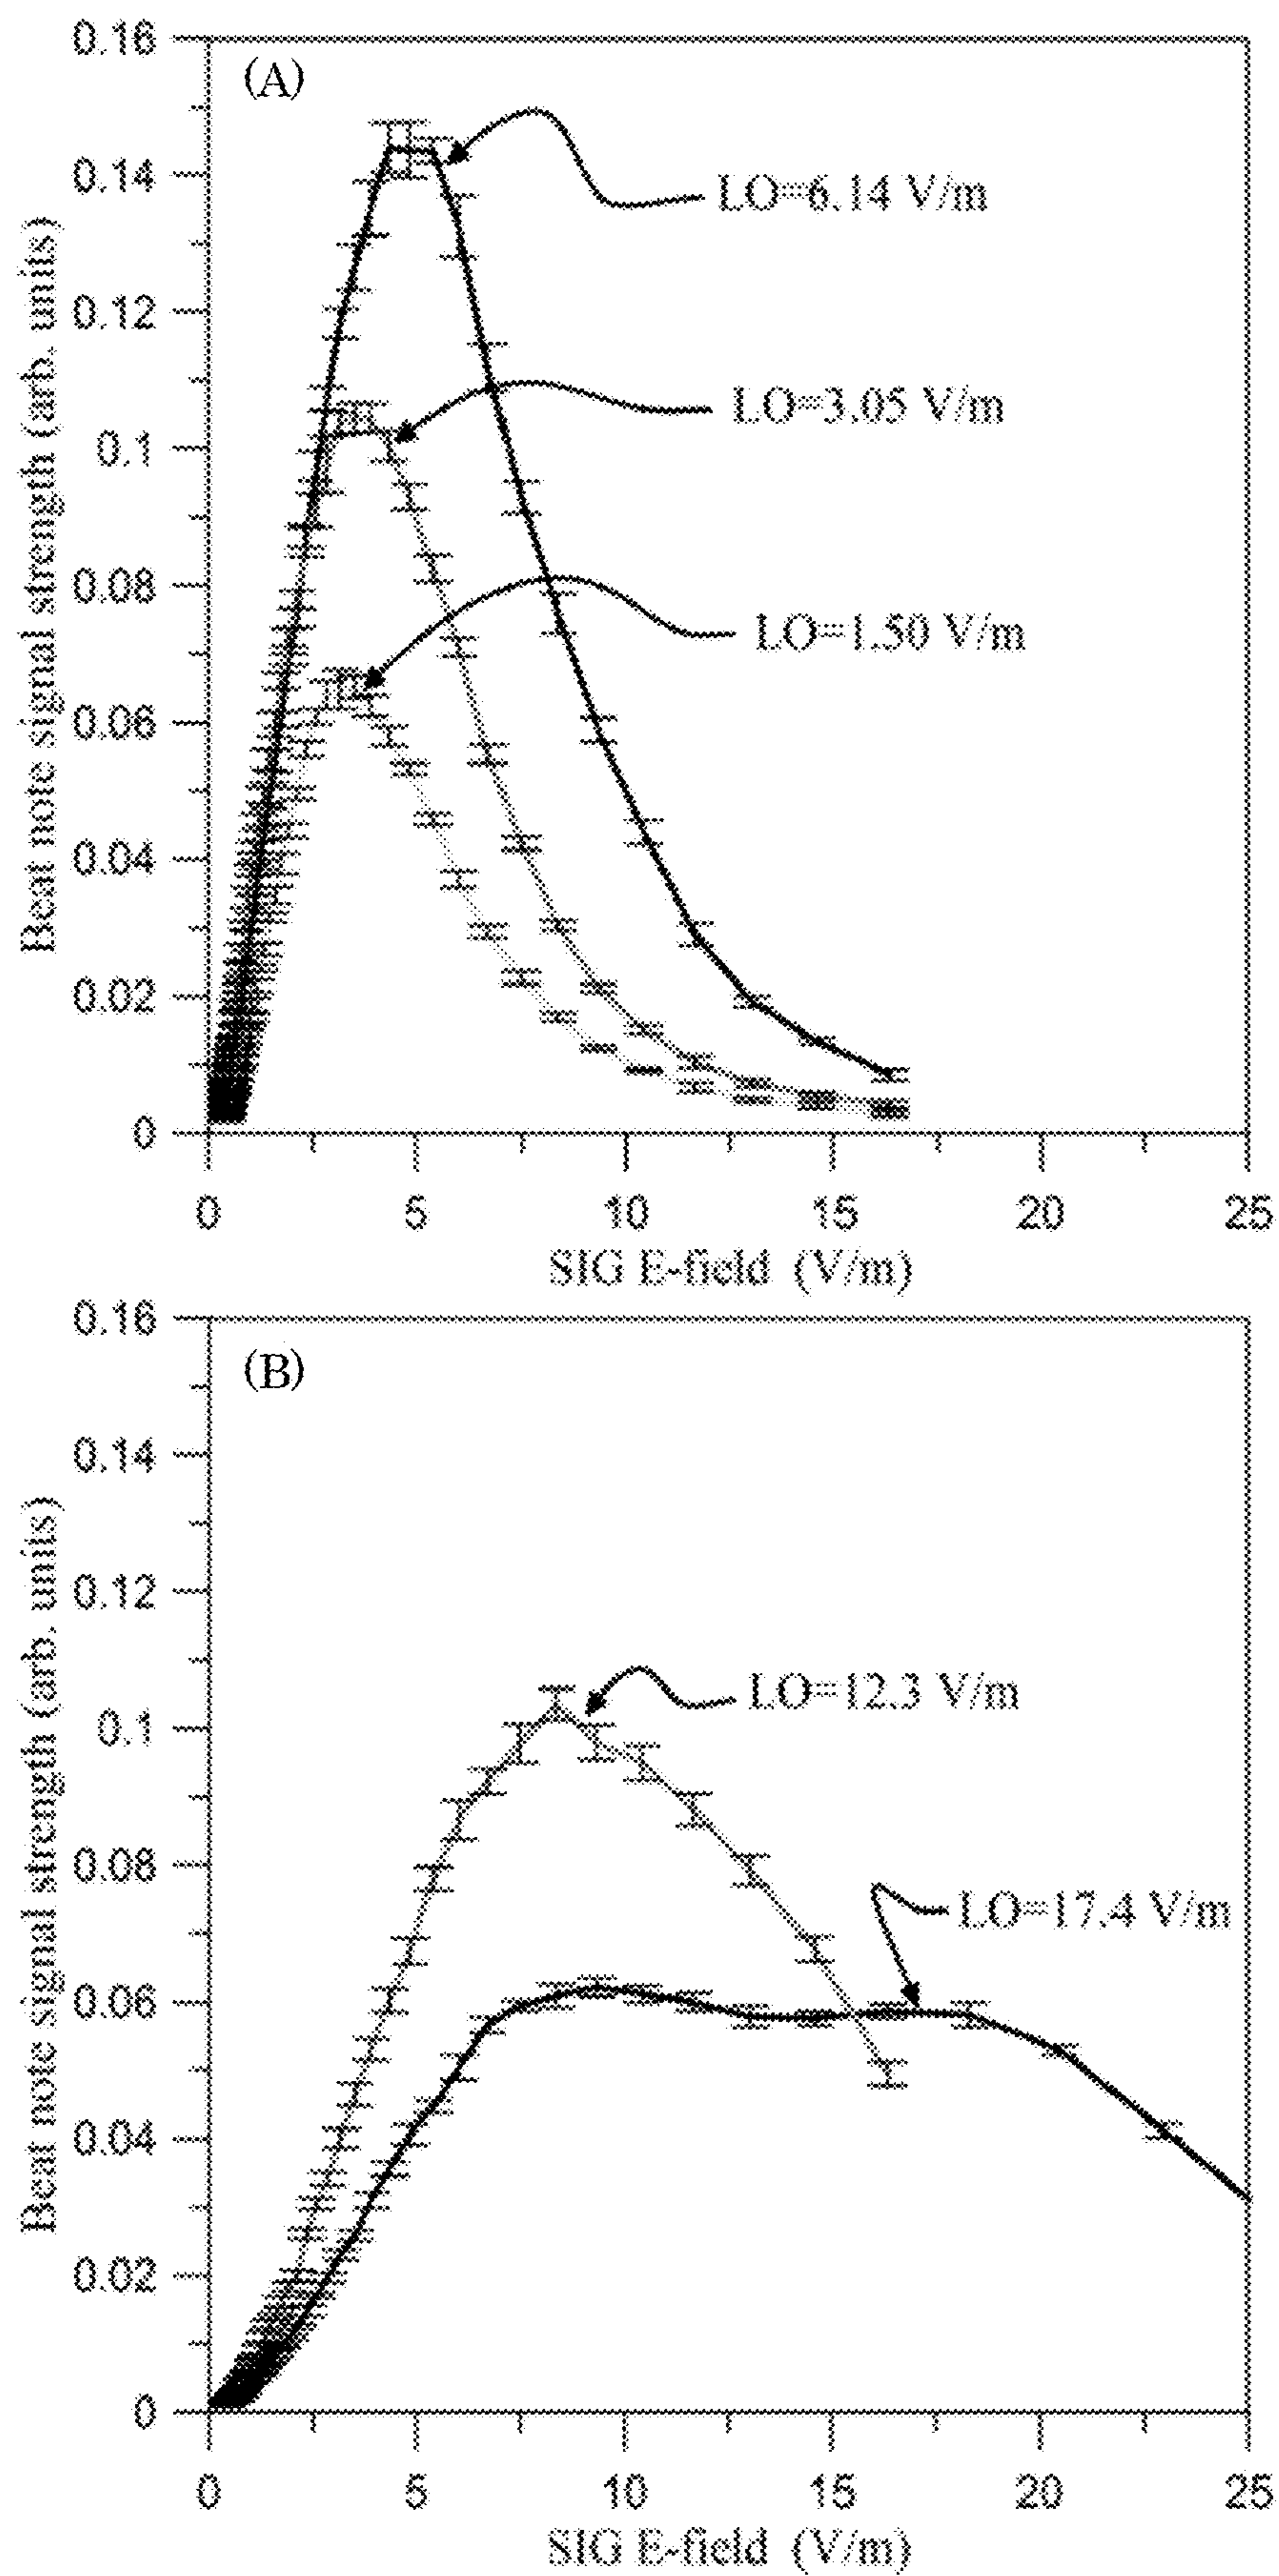 0.16
(A)
0.14
LO=6.14 V/m
0.12
LO=3.05 V/m
0.1
0.08
LO=1.50 V/m
0.06
0.04
0.02
0
Beat note signal strength (arb. units)
0 5 10 15 20 25
SIG E-field (V/m)
0.16
(B)
0.14
0.12
LO=12.3 V/m
0.1
0.08
LO=17.4 V/m
0.06
0.04
0.02
0
Beat note signal strength (arb. units)
0 5 10 15 20 25
SIG E-field (V/m)